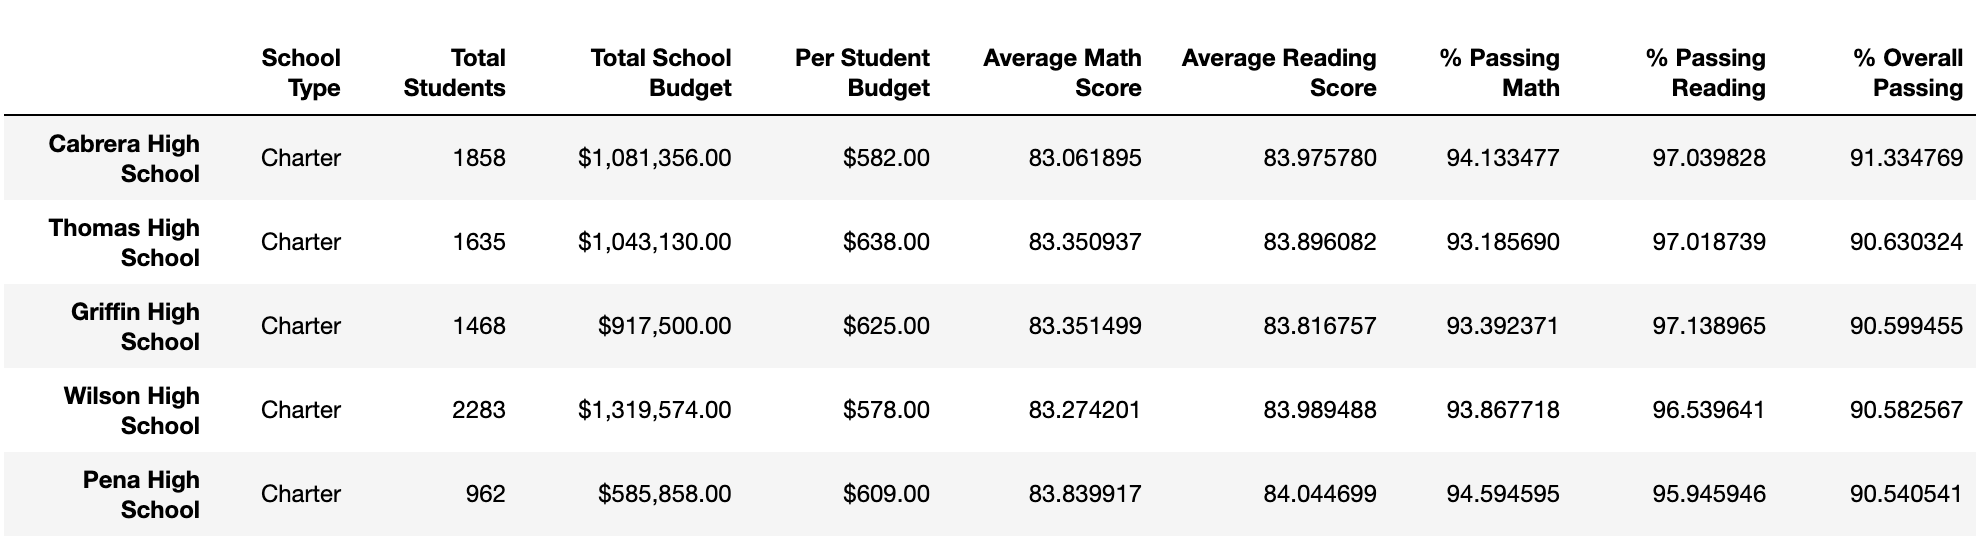 School Type Total Students Total School Budget Per Student Budget Average Math Score Average Reading Score % Passing Math % Passing Reading % Overall Passing
Cabrera High School Charter 1858 $1,081,356.00 $582.00 83.061895 83.975780 94.133477 97.039828 91.334769
Thomas High School Charter 1635 $1,043,130.00 $638.00 83.350937 83.896082 93.185690 97.018739 90.630324
Griffin High School Charter 1468 $917,500.00 $625.00 83.351499 83.816757 93.392371 97.138965 90.599455
Wilson High School Charter 2283 $1,319,574.00 $578.00 83.274201 83.989488 93.867718 96.539641 90.582567
Pena High School Charter 962 $585,858.00 $609.00 83.839917 84.044699 94.594595 95.945946 90.540541